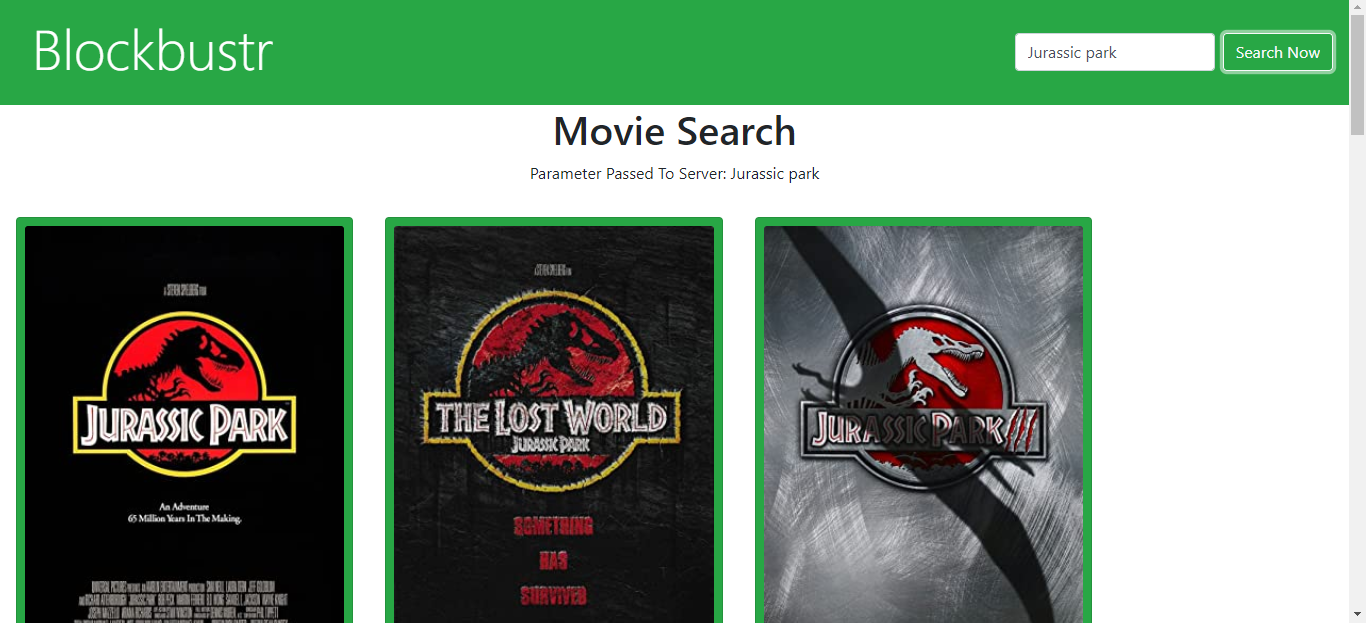 Blockbustr
Jurassic park
Search Now
Movie Search
Parameter Passed To Server: Jurassic park
JURASSIC PARK
An Adventure
65 Million Years In The Making.
THE LOST WORLD
JURASSIC PARK
SOMETHING
HAS
SURVIVED
JURASSIC PARK III